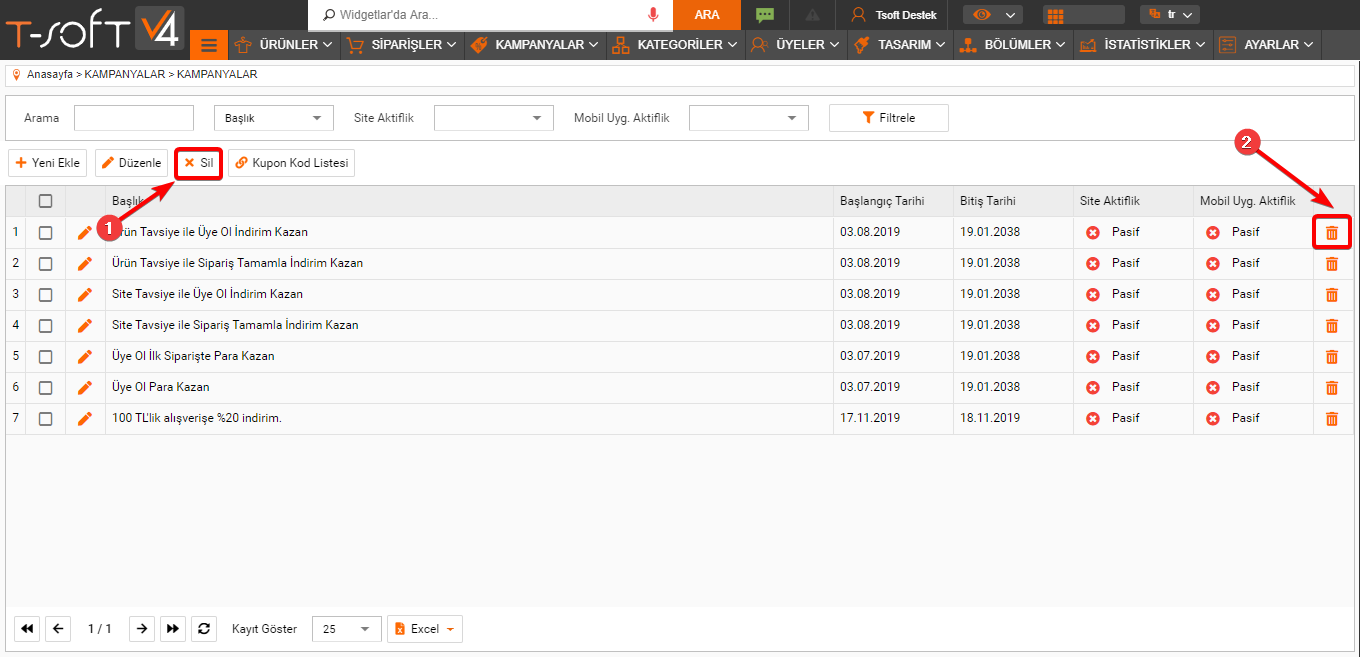 T-SOFT V4
Widgetlar'da Ara...
ARA
Tsoft Destek
tr
ÜRÜNLER
SİPARİŞLER
KAMPANYALAR
KATEGORİLER
ÜYELER
TASARIM
BÖLÜMLER
İSTATİSTİKLER
AYARLAR
Anasayfa > KAMPANYALAR > KAMPANYALAR
Arama
Başlık
Site Aktiflik
Mobil Uyg. Aktiflik
Filtrele
Yeni Ekle
Düzenle
Sil
Kupon Kod Listesi
1
2
Başlık Başlangıç Tarihi Bitiş Tarihi Site Aktiflik Mobil Uyg. Aktiflik
1 Ürün Tavsiye ile Üye Ol İndirim Kazan 03.08.2019 19.01.2038 Pasif Pasif
2 Ürün Tavsiye ile Sipariş Tamamla İndirim Kazan 03.08.2019 19.01.2038 Pasif Pasif
3 Site Tavsiye ile Üye Ol İndirim Kazan 03.08.2019 19.01.2038 Pasif Pasif
4 Site Tavsiye ile Sipariş Tamamla İndirim Kazan 03.08.2019 19.01.2038 Pasif Pasif
5 Üye Ol İlk Siparişte Para Kazan 03.07.2019 19.01.2038 Pasif Pasif
6 Üye Ol Para Kazan 03.07.2019 19.01.2038 Pasif Pasif
7 100 TL'lik alışverişe %20 indirim. 17.11.2019 18.11.2019 Pasif Pasif
1 / 1
Kayıt Göster
25
Excel